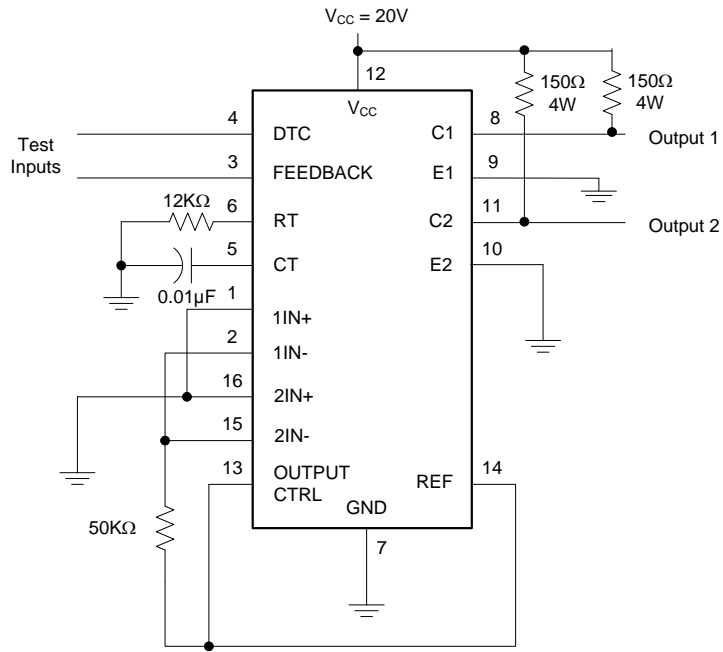 VCC = 20V
12
VCC
150Ω
4W
150Ω
4W
Test
Inputs
4
DTC
C1
8
Output 1
3
FEEDBACK
E1
9
12KΩ
6
RT
C2
11
Output 2
5
CT
E2
10
0.01µF
1
1IN+
2
1IN-
16
2IN+
15
2IN-
13
OUTPUT
CTRL
REF
14
GND
7
50KΩ